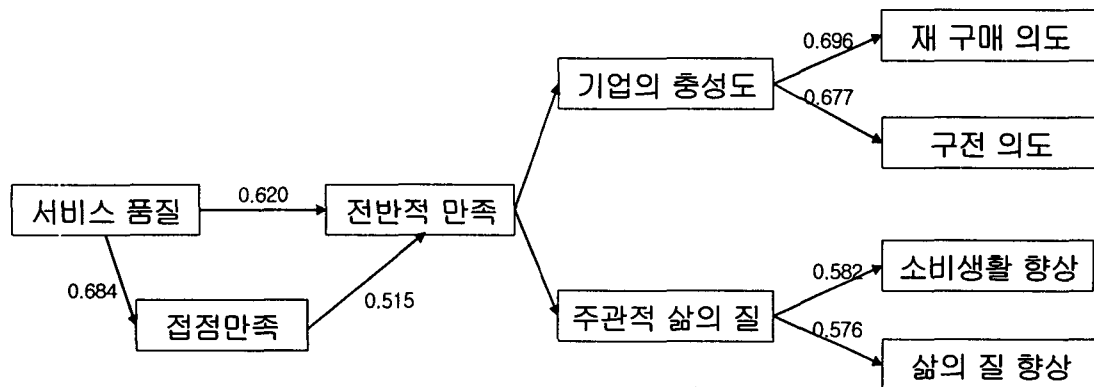 0.696
재 구매 의도
기업의 충성도
0.677
구전 의도
서비스 품질
0.620
전반적 만족
0.684
접점만족
0.515
0.582
소비생활 향상
주관적 삶의 질
0.576
삶의 질 향상